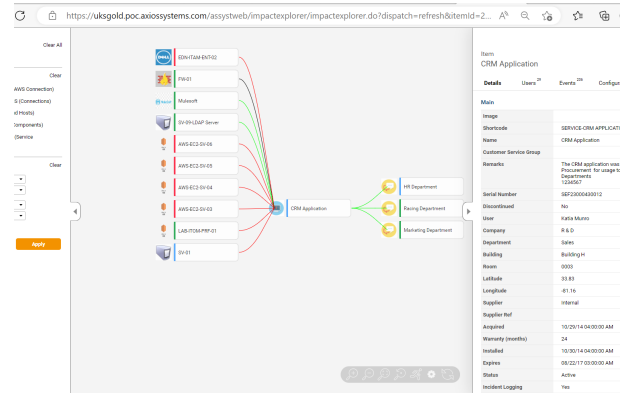 https://uksgold.poc.axiossystems.com/assystweb/impactexplorer/impactexplorer.do?dispatch=refresh&itemId=2...
Clear All
Clear
AWS Connection)
S (Connections)
nd Hosts)
Components)
(Service
Clear
Apply
DELL
EDN-ITAM-ENT-02
FW-01
Mulesoft
SV-09-LDAP Server
AWS-EC2-SV-06
AWS-EC2-SV-05
AWS-EC2-SV-04
AWS-EC2-SV-03
LAB-ITOM-PRF-01
SV-01
CRM Application
HR Department
Racing Department
Marketing Department
Item
CRM Application
Details Users Events Configur
Main
Image
Shortcode SERVICE-CRM APPLICATI
Name CRM Application
Customer Service Group
Remarks The CRM application was
Procurement for usage to
Departments
1234567
Serial Number SEF23000430012
Discontinued No
User Katia Munro
Company R & D
Department Sales
Building Building H
Room 0003
Latitude 33.83
Longitude -81.16
Supplier Internal
Supplier Ref
Acquired 10/29/14 04:00:00 AM
Warranty (months) 24
Installed 10/30/14 04:00:00 AM
Expires 08/22/17 03:00:00 AM
Status Active
Incident Logging Yes